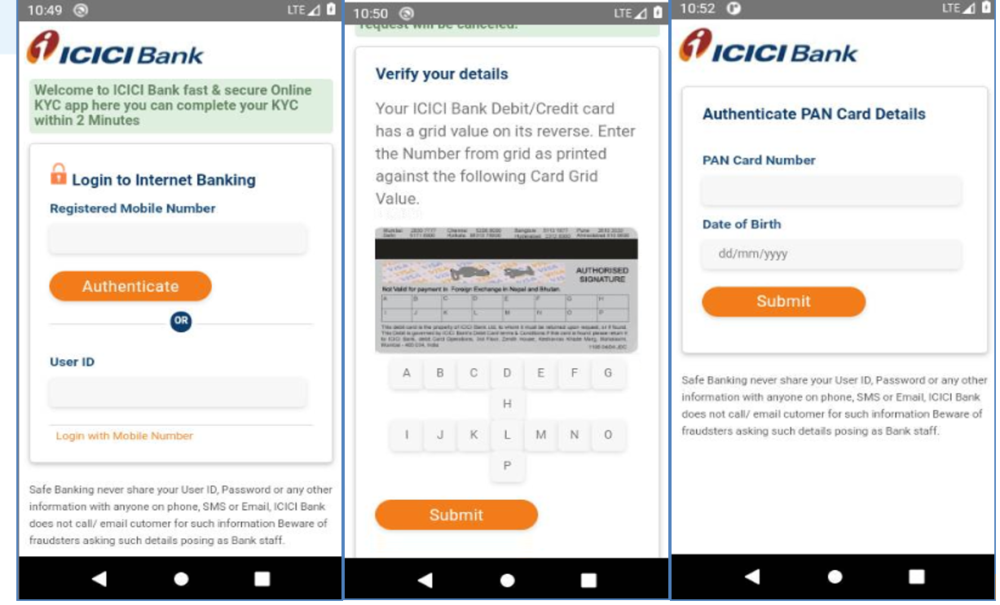 10:49
LTE
ICICI Bank
Welcome to ICICI Bank fast & secure Online
KYC app here you can complete your KYC
within 2 Minutes
Login to Internet Banking
Registered Mobile Number
Authenticate
OR
User ID
Login with Mobile Number
Safe Banking never share your User ID, Password or any other
information with anyone on phone, SMS or Email, ICICI Bank
does not call/ email cutomer for such information Beware of
fraudsters asking such details posing as Bank staff.
10:50
LTE
request will be canceled.
Verify your details
Your ICICI Bank Debit/Credit card
has a grid value on its reverse. Enter
the Number from grid as printed
against the following Card Grid
Value.
AUTHORISED
SIGNATURE
Not Valid for payment in Foreign Exchange in Nepal and Bhutan.
A B C D E F G H
I J K L M N O P
A B C D E F G
H
I J K L M N O
P
Submit
10:52
LTE
ICICI Bank
Authenticate PAN Card Details
PAN Card Number
Date of Birth
dd/mm/yyyy
Submit
Safe Banking never share your User ID, Password or any other
information with anyone on phone, SMS or Email, ICICI Bank
does not call/ email cutomer for such information Beware of
fraudsters asking such details posing as Bank staff.